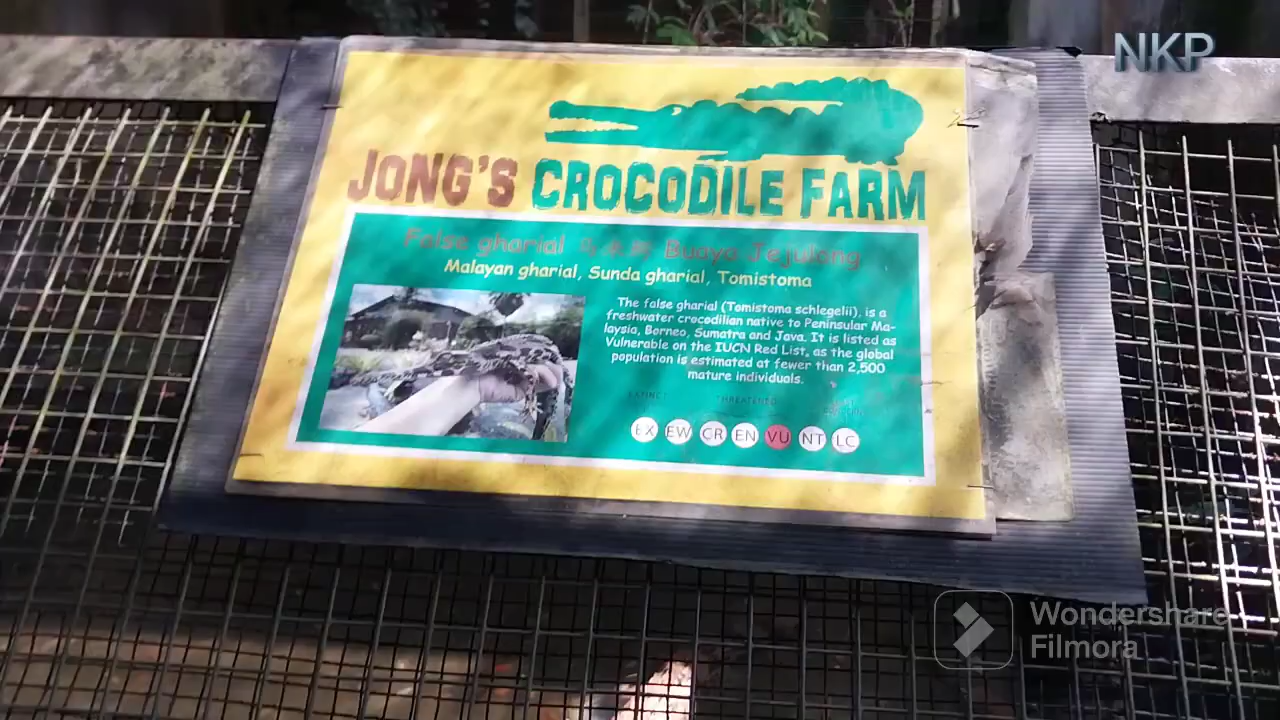 NKP
JONG'S CROCODILE FARM
False gharial Buaya Jejulong
Malayan gharial, Sunda gharial, Tomistoma
The false gharial (Tomistoma schlegelii), is a
freshwater crocodilian native to Peninsular Ma-
laysia, Borneo, Sumatra and Java. It is listed as
Vulnerable on the IUCN Red List, as the global
population is estimated at fewer than 2,500
mature individuals.
EXTINCT THREATENED
EX EW CR EN VU NT LC
Wondershare
Filmora